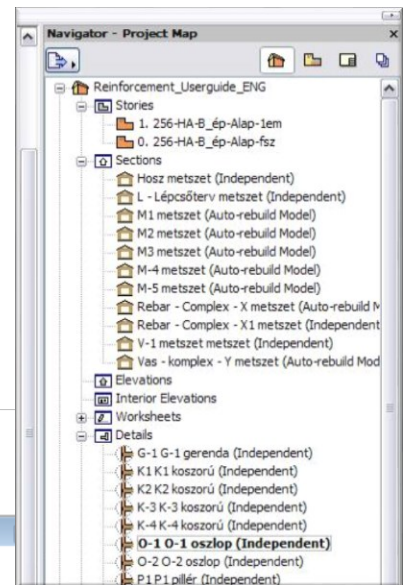 Navigator - Project Map
Reinforcement_Userguide_ENG
Stories
1. 256-HA-B_ép-Alap-1em
0. 256-HA-B_ép-Alap-fsz
Sections
Hosz metszet (Independent)
L - Lépcsőterv metszet (Independent)
M1 metszet (Auto-rebuild Model)
M2 metszet (Auto-rebuild Model)
M3 metszet (Auto-rebuild Model)
M-4 metszet (Auto-rebuild Model)
M-5 metszet (Auto-rebuild Model)
Rebar - Complex - X metszet (Auto-rebuild M
Rebar - Complex - X1 metszet (Independent
V-1 metszet metszet (Independent)
Vas - komplex - Y metszet (Auto-rebuild Mod
Elevations
Interior Elevations
Worksheets
Details
G-1 G-1 gerenda (Independent)
K1 K1 koszorú (Independent)
K2 K2 koszorú (Independent)
K-3 K-3 koszorú (Independent)
K-4 K-4 koszorú (Independent)
O-1 O-1 oszlop (Independent)
O-2 O-2 oszlop (Independent)
P1 P1 pillér (Independent)